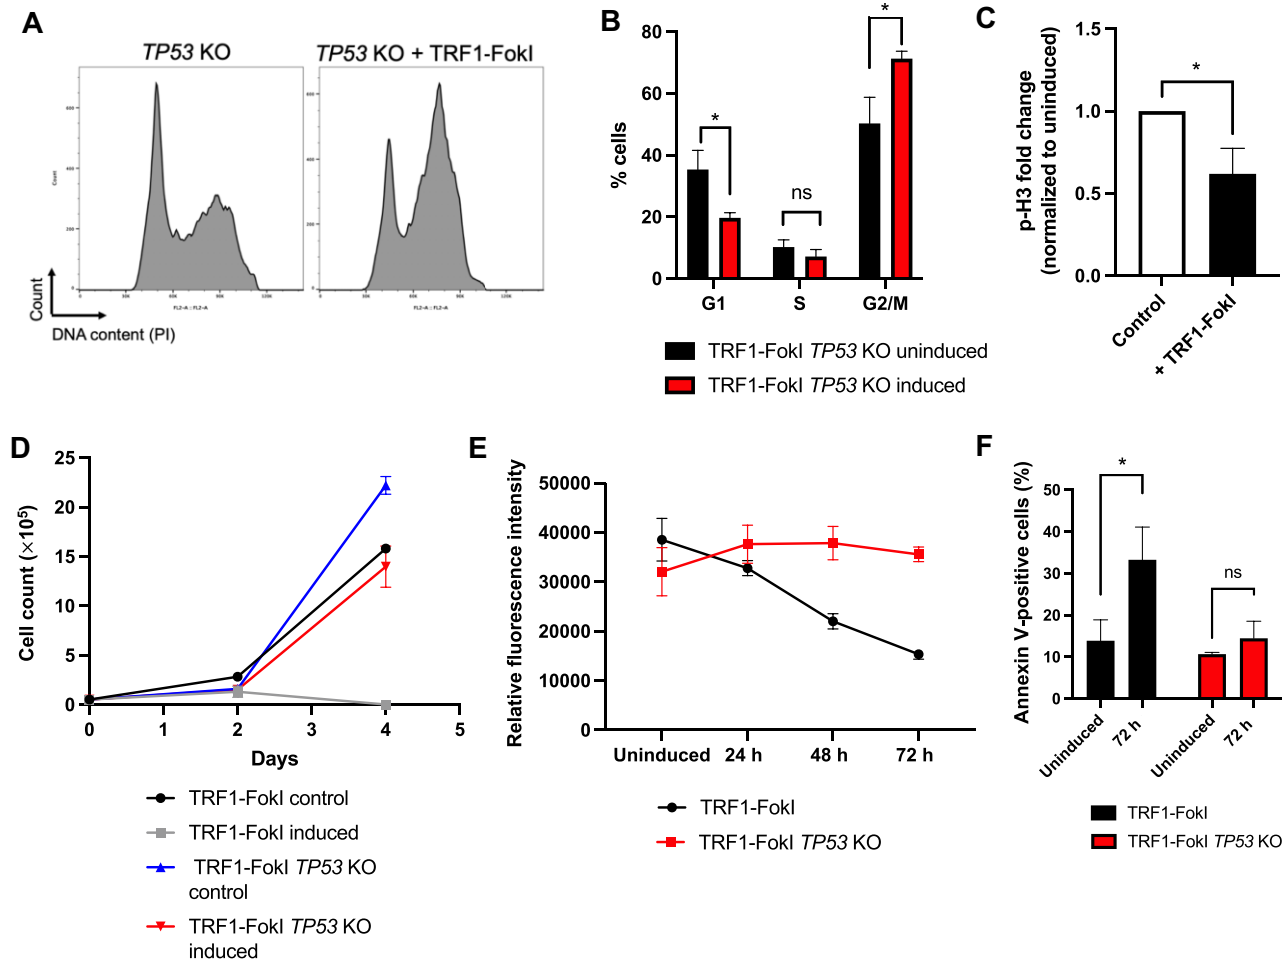 A
TP53 KO
TP53 KO + TRF1-FokI
Count
DNA content (PI)
FL2-A :: FL2-A
FL2-A :: FL2-A
Count
B
% cells
80
60
40
20
0
*
ns
*
G1
S
G2/M
TRF1-FokI TP53 KO uninduced
TRF1-FokI TP53 KO induced
C
p-H3 fold change
(normalized to uninduced)
1.5
1.0
0.5
0.0
*
Control
+ TRF1-FokI
D
Cell count (×10⁵)
25
20
15
10
5
0
0
1
2
3
4
5
Days
TRF1-FokI control
TRF1-FokI induced
TRF1-FokI TP53 KO
control
TRF1-FokI TP53 KO
induced
E
Relative fluorescence intensity
50000
40000
30000
20000
10000
0
Uninduced
24 h
48 h
72 h
TRF1-FokI
TRF1-FokI TP53 KO
F
Annexin V-positive cells (%)
50
40
30
20
10
0
*
ns
Uninduced
72 h
Uninduced
72 h
TRF1-FokI
TRF1-FokI TP53 KO